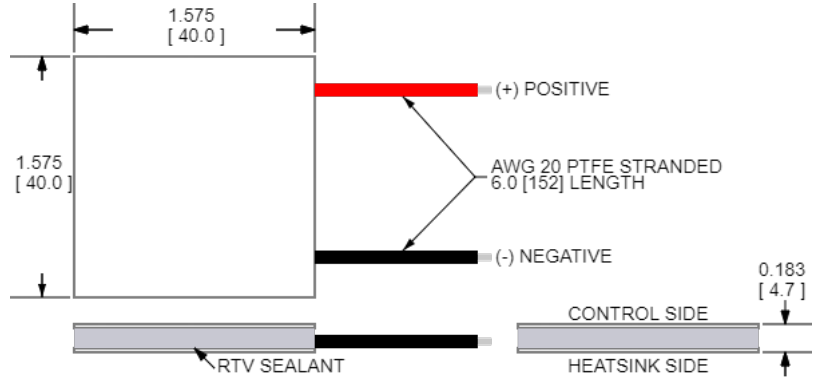 1.575
[ 40.0 ]
(+) POSITIVE
1.575
[ 40.0 ]
AWG 20 PTFE STRANDED
6.0 [152] LENGTH
(-) NEGATIVE
0.183
[ 4.7 ]
CONTROL SIDE
RTV SEALANT
HEATSINK SIDE